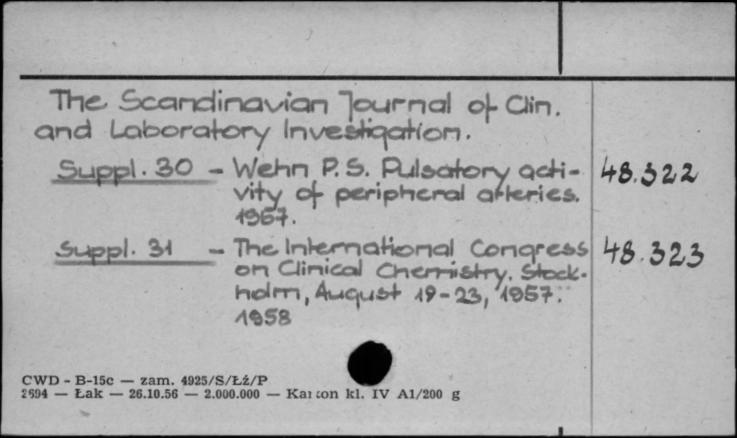 The Scandinavian Journal of Clin.
and Laboratory Investigation.
Suppl. 30 - Wehn P.S. Pulsatory acti- 48.322
vity of peripheral arteries.
1957.
Suppl. 31 - The International Congress 48.323
on Clinical Chemistry. Stock-
holm, August 19-23, 1957.
1958
CWD - B-15c — zam. 4925/S/Łź/P
2694 — Łak — 26.10.56 — 2.000.000 — Karton kl. IV A1/200 g